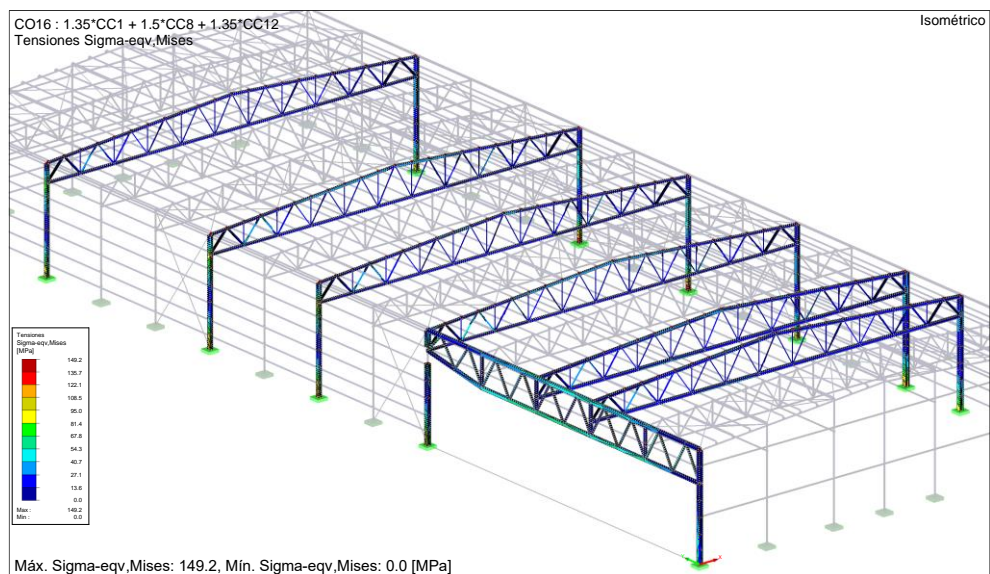 CO16 : 1.35*CC1 + 1.5*CC8 + 1.35*CC12
Isométrico
Tensiones Sigma-eqv,Mises
Tensiones
Sigma-eqv,Mises
[MPa]
149.2
135.7
122.1
108.5
95.0
81.4
67.8
54.3
40.7
27.1
13.6
0.0
Max : 149.2
Min : 0.0
X
Máx. Sigma-eqv,Mises: 149.2, Mín. Sigma-eqv,Mises: 0.0 [MPa]